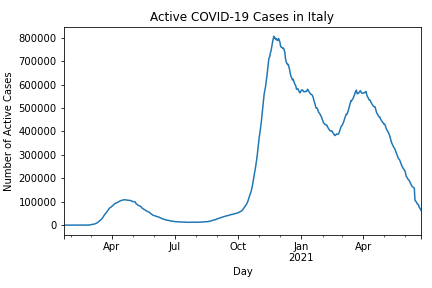 Active COVID-19 Cases in Italy
Number of Active Cases
800000
700000
600000
500000
400000
300000
200000
100000
0
Apr
Jul
Oct
Jan
2021
Apr
Day